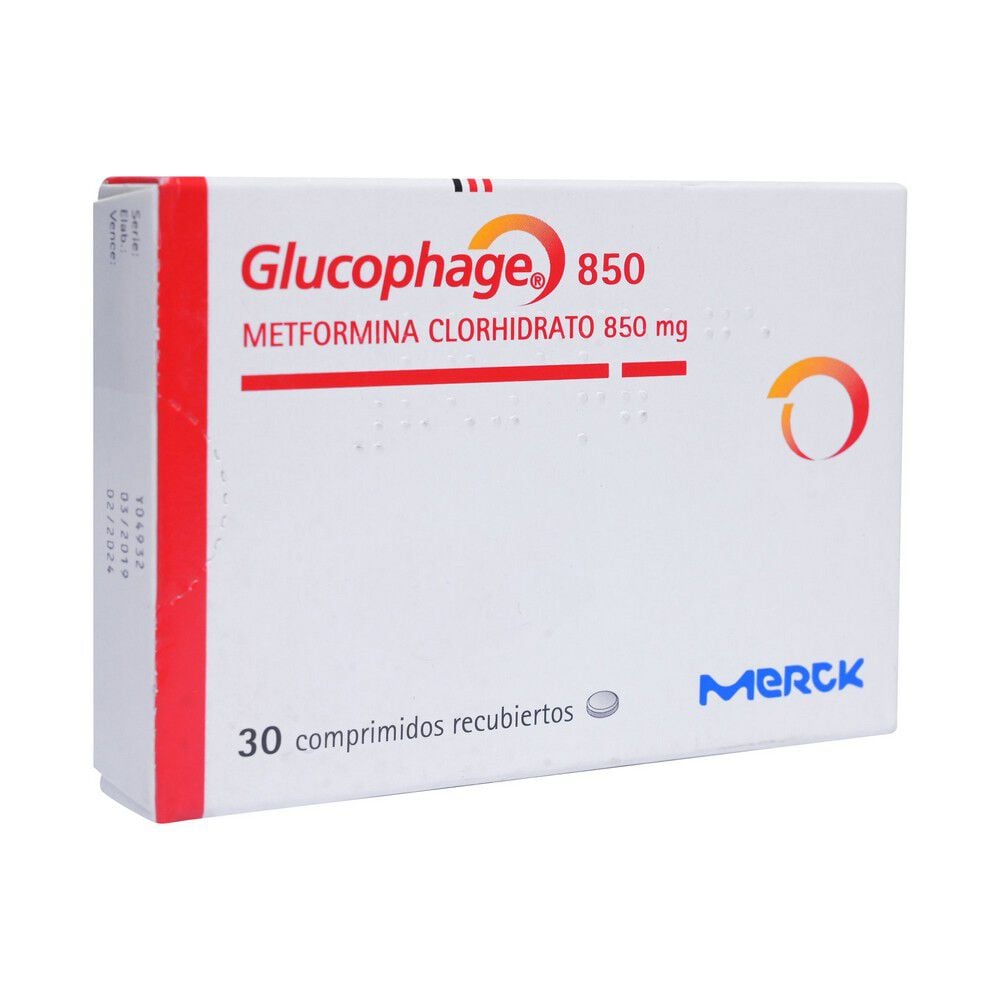 Glucophage® 850
METFORMINA CLORHIDRATO 850 mg
30 comprimidos recubiertos
MERCK
Serie:
Elab.:
Vence:
Y04932
03/2019
02/2024